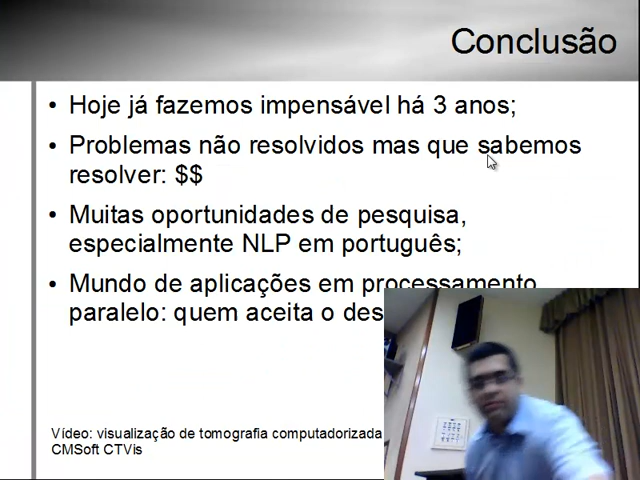 Conclusão
• Hoje já fazemos impensável há 3 anos;
• Problemas não resolvidos mas que sabemos
resolver: $$
• Muitas oportunidades de pesquisa,
especialmente NLP em português;
• Mundo de aplicações em processamento
paralelo: quem aceita o des
Vídeo: visualização de tomografia computadorizada
CMSoft CTVis